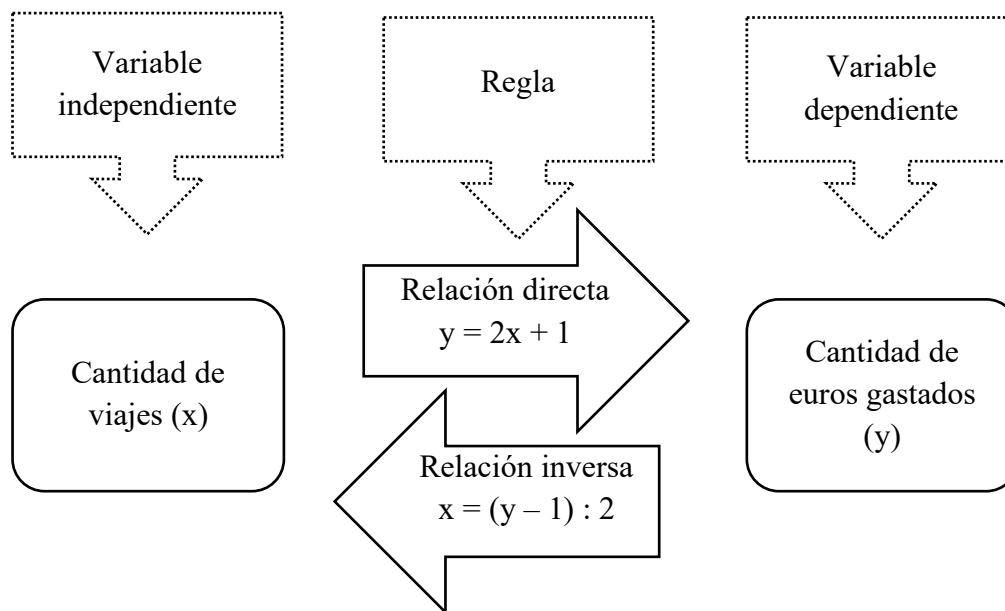 Variable
independiente
Regla
Variable
dependiente
Relación directa
y = 2x + 1
Cantidad de
viajes (x)
Cantidad de
euros gastados
(y)
Relación inversa
x = (y – 1) : 2